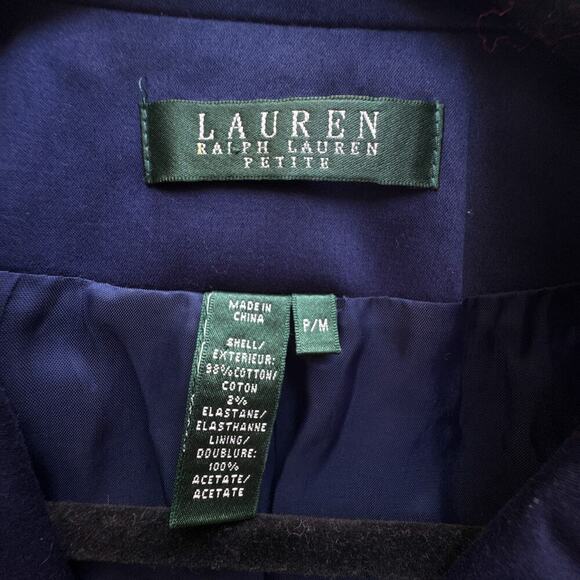 LAUREN
RALPH LAUREN
PETITE
MADE IN
CHINA
P/M
SHELL/
EXTERIEUR:
98% COTTON/
COTON
2%
ELASTANE/
ELASTHANNE
LINING/
DOUBLURE:
100%
ACETATE/
ACETATE